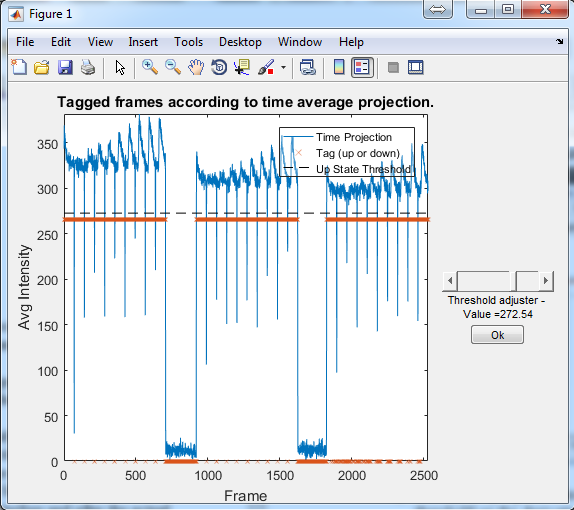 Figure 1
File Edit View Insert Tools Desktop Window Help
Tagged frames according to time average projection.
Time Projection
Tag (up or down)
Up State Threshold
350
300
250
200
150
100
50
0
Avg Intensity
0 500 1000 1500 2000 2500
Frame
Threshold adjuster -
Value =272.54
Ok